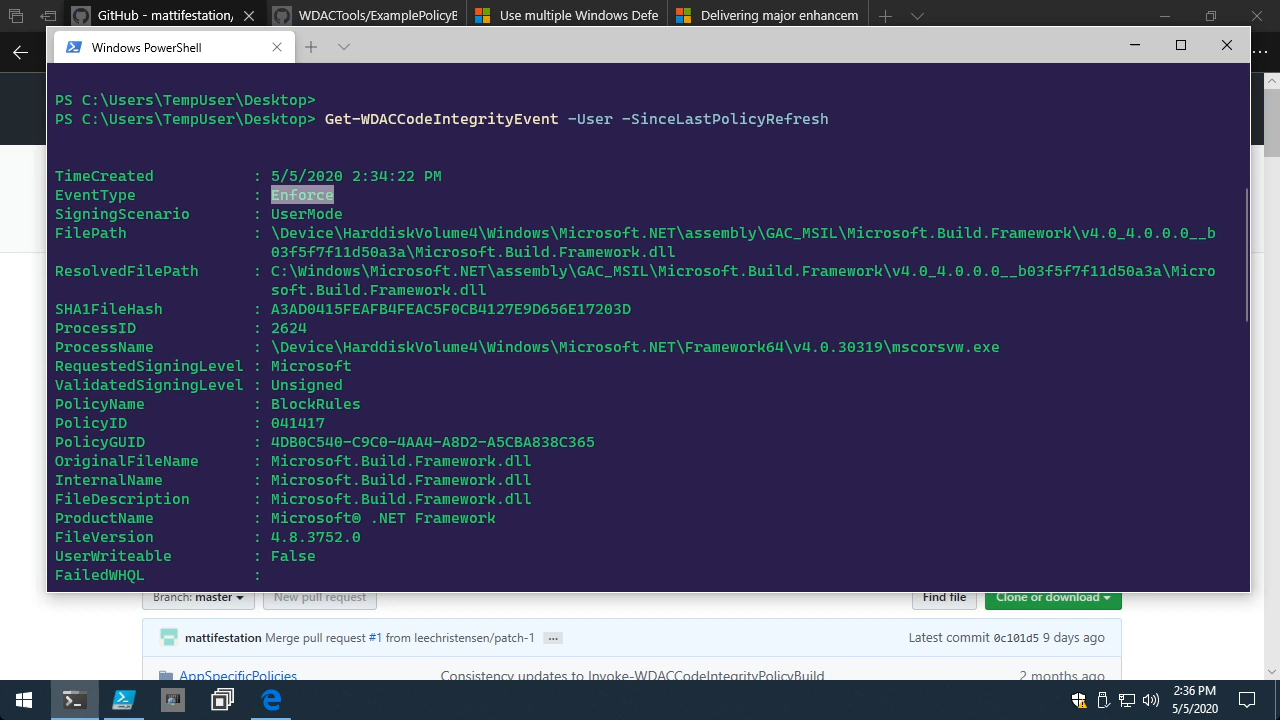 GitHub - mattifestation/
WDACTools/ExamplePolicyB
Use multiple Windows Defe
Delivering major enhancem
Windows PowerShell
PS C:\Users\TempUser\Desktop>
PS C:\Users\TempUser\Desktop> Get-WDACCodeIntegrityEvent -User -SinceLastPolicyRefresh
TimeCreated : 5/5/2020 2:34:22 PM
EventType : Enforce
SigningScenario : UserMode
FilePath : \Device\HarddiskVolume4\Windows\Microsoft.NET\assembly\GAC_MSIL\Microsoft.Build.Framework\v4.0_4.0.0.0__b
03f5f7f11d50a3a\Microsoft.Build.Framework.dll
ResolvedFilePath : C:\Windows\Microsoft.NET\assembly\GAC_MSIL\Microsoft.Build.Framework\v4.0_4.0.0.0__b03f5f7f11d50a3a\Micro
soft.Build.Framework.dll
SHA1FileHash : A3AD0415FEAFB4FEAC5F0CB4127E9D656E17203D
ProcessID : 2624
ProcessName : \Device\HarddiskVolume4\Windows\Microsoft.NET\Framework64\v4.0.30319\mscorsvw.exe
RequestedSigningLevel : Microsoft
ValidatedSigningLevel : Unsigned
PolicyName : BlockRules
PolicyID : 041417
PolicyGUID : 4DB0C540-C9C0-4AA4-A8D2-A5CBA838C365
OriginalFileName : Microsoft.Build.Framework.dll
InternalName : Microsoft.Build.Framework.dll
FileDescription : Microsoft.Build.Framework.dll
ProductName : Microsoft® .NET Framework
FileVersion : 4.8.3752.0
UserWriteable : False
FailedWHQL :
Branch: master
New pull request
Find file
Clone or download
mattifestation Merge pull request #1 from leechristensen/patch-1 ...
Latest commit 0c101d5 9 days ago
AppSpecificPolicies
Consistency updates to Invoke-WDACCodeIntegrityPolicyBuild
2 months ago
2:36 PM
5/5/2020